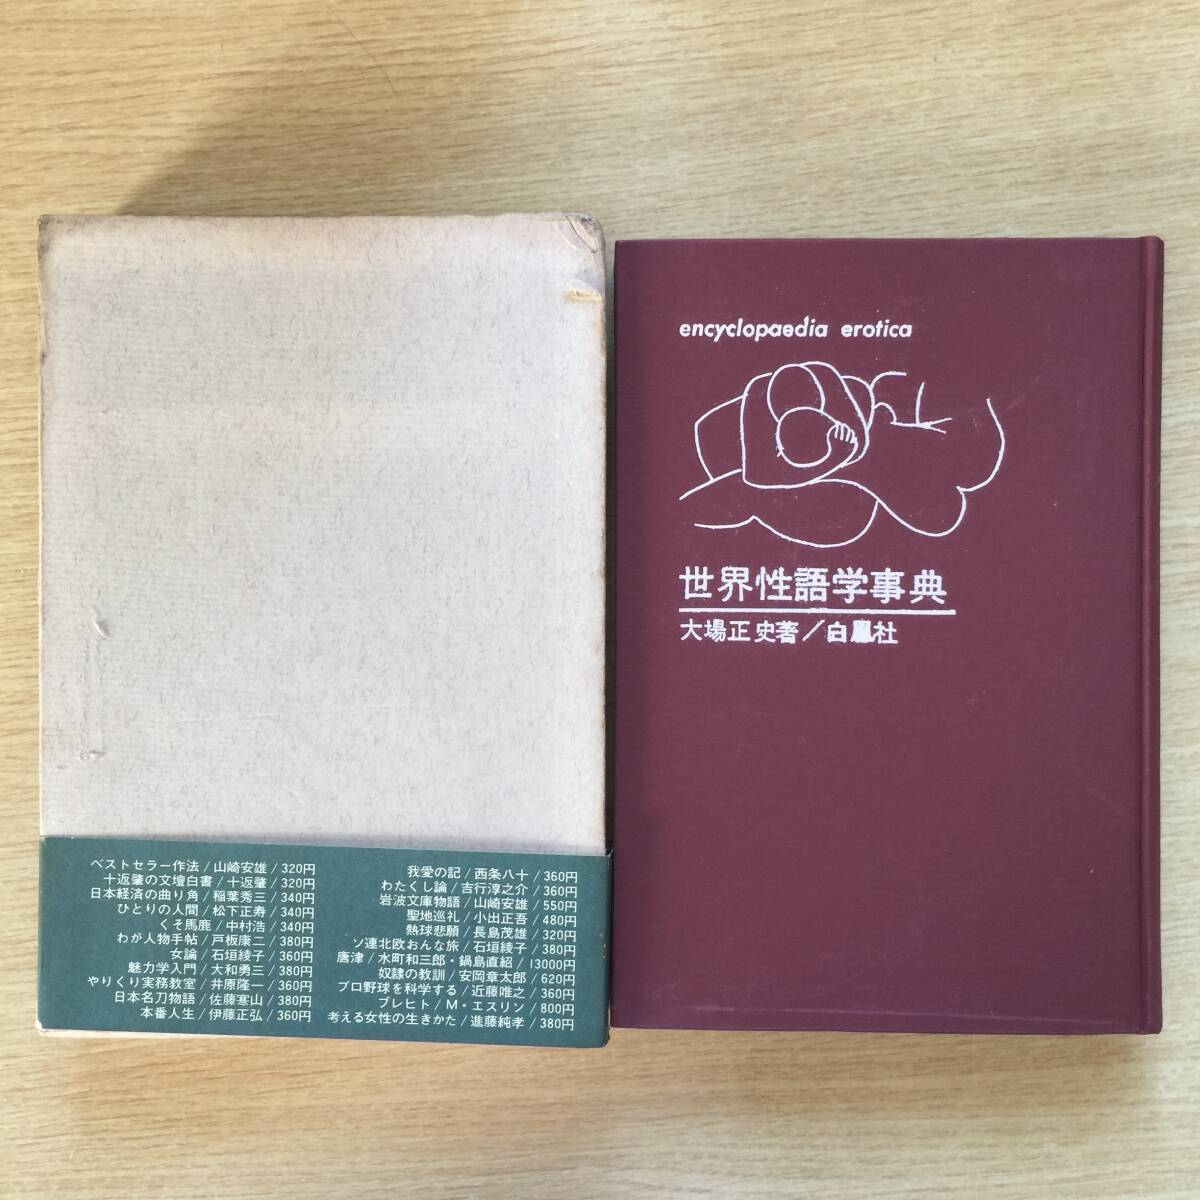 ベストセラー作法/山崎安雄/320円
十返肇の文壇白書/十返肇/320円
日本経済の曲り角/稲葉秀三/340円
ひとりの人間/松下正寿/340円
くそ馬鹿/中村浩/340円
わが人物手帖/戸板康二/380円
女論/石垣綾子/360円
魅力学入門/大和勇三/380円
やりくり実務教室/井原隆一/360円
日本名刀物語/佐藤寒山/380円
本番人生/伊藤正弘/360円
我愛の記/西条八十/360円
わたくし論/吉行淳之介/360円
岩波文庫物語/山崎安雄/550円
聖地巡礼/小出正吾/480円
熱球悲願/長島茂雄/320円
ソ連北欧おんな旅/石垣綾子/380円
唐津/水町和三郎・鍋島直紹/13000円
奴隷の教訓/安岡章太郎/620円
プロ野球を科学する/近藤唯之/360円
ブレヒト/M・エスリン/800円
考える女性の生きかた/進藤純孝/380円
encyclopaedia erotica
世界性語学事典
大場正史著/白鳳社